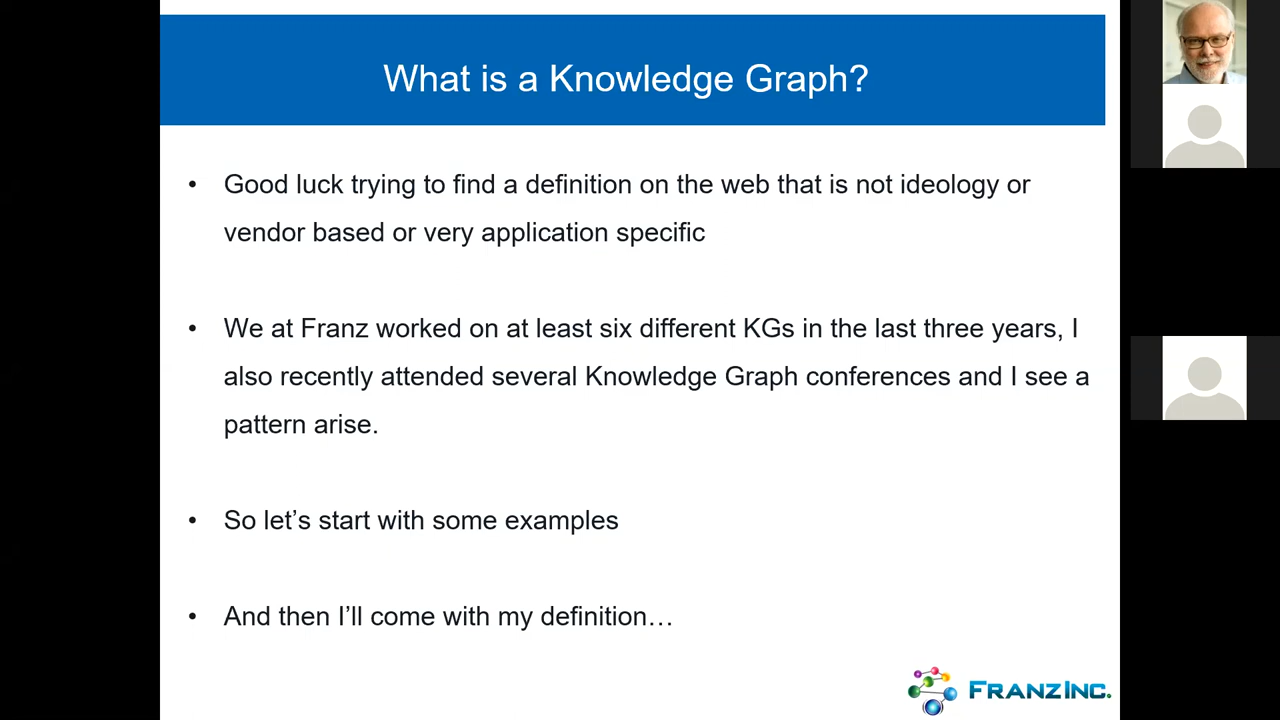 What is a Knowledge Graph?
• Good luck trying to find a definition on the web that is not ideology or
vendor based or very application specific
• We at Franz worked on at least six different KGs in the last three years, I
also recently attended several Knowledge Graph conferences and I see a
pattern arise.
• So let’s start with some examples
• And then I’ll come with my definition…
FRANZ INC.